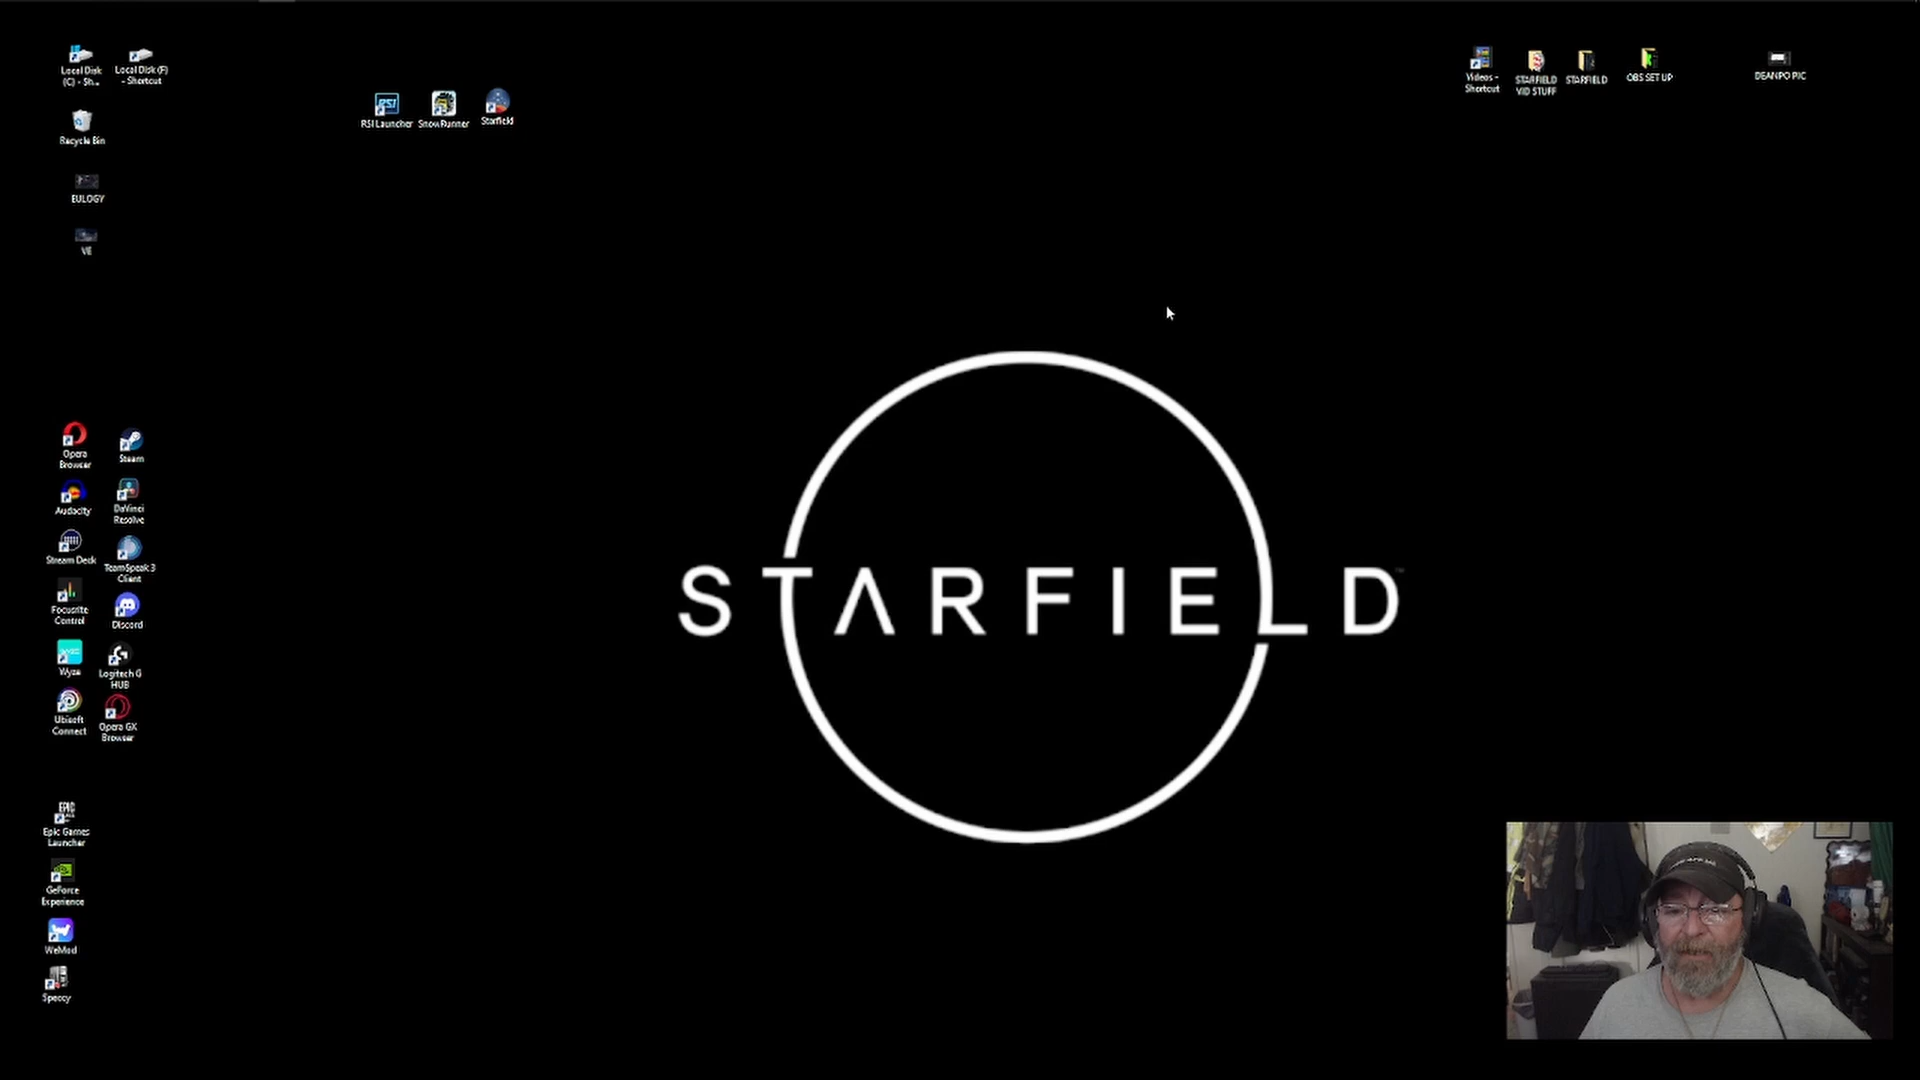 Local Disk
(C) - Sh...
Local Disk (F)
- Shortcut
Recycle Bin
EULOGY
VE
RSI Launcher
SnowRunner
Starfield
Videos -
Shortcut
STARFIELD
VID STUFF
STARFIELD
OBS SET UP
DEANPO PIC
STARFIELD
Opera
Browser
Steam
Audacity
DaVinci
Resolve
Stream Deck
TeamSpeak 3
Client
Focusrite
Control
Discord
Wyze
Logitech G
HUB
Ubisoft
Connect
Opera GX
Browser
EPIC
Epic Games
Launcher
GeForce
Experience
WeMod
Speccy